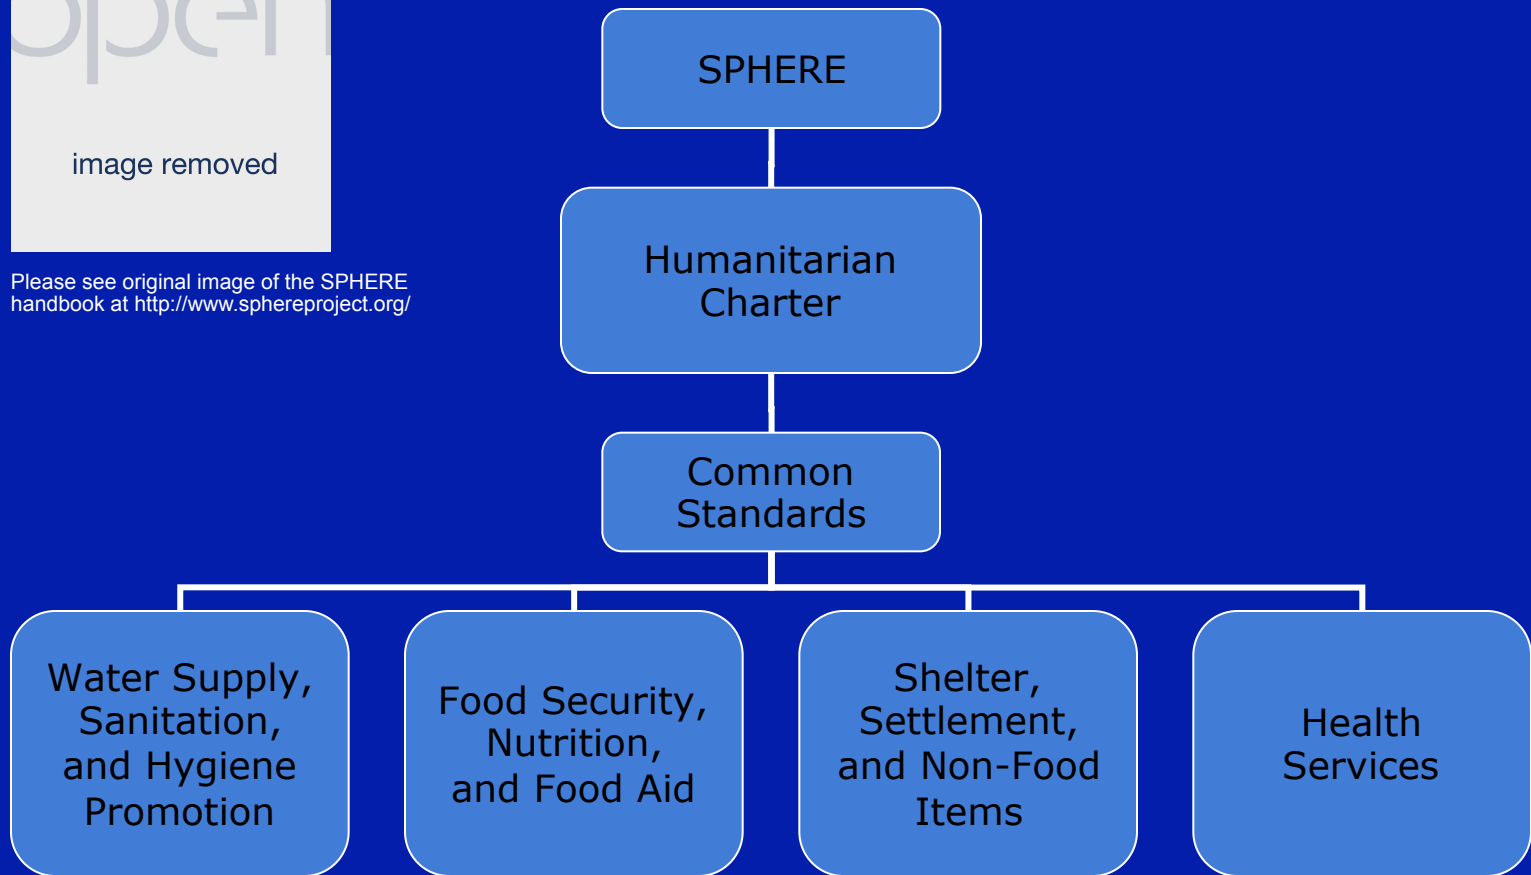 open
image removed
Please see original image of the SPHERE
handbook at http://www.sphereproject.org/
SPHERE
Humanitarian
Charter
Common
Standards
Water Supply,
Sanitation,
and Hygiene
Promotion
Food Security,
Nutrition,
and Food Aid
Shelter,
Settlement,
and Non-Food
Items
Health
Services